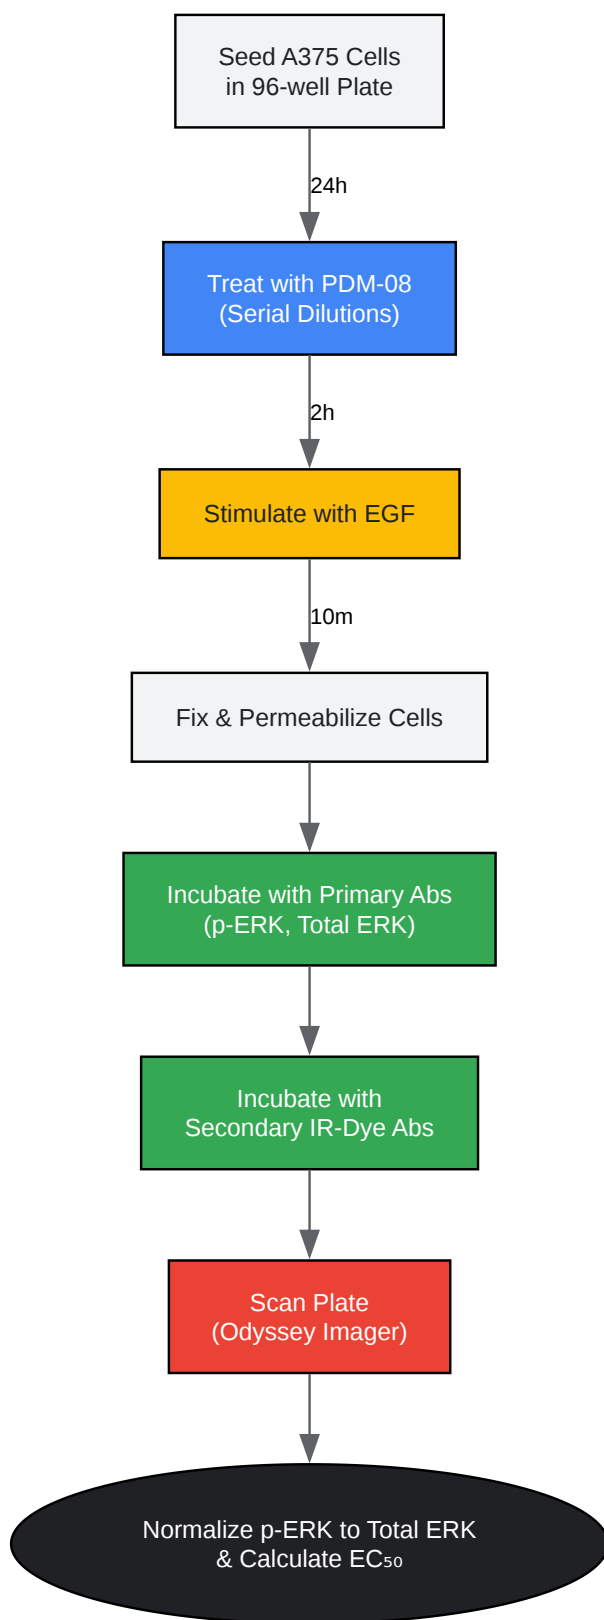 Seed A375 Cells
in 96-well Plate
24h
Treat with PDM-08
(Serial Dilutions)
2h
Stimulate with EGF
10m
Fix & Permeabilize Cells
Incubate with Primary Abs
(p-ERK, Total ERK)
Incubate with
Secondary IR-Dye Abs
Scan Plate
(Odyssey Imager)
Normalize p-ERK to Total ERK
& Calculate EC₅₀